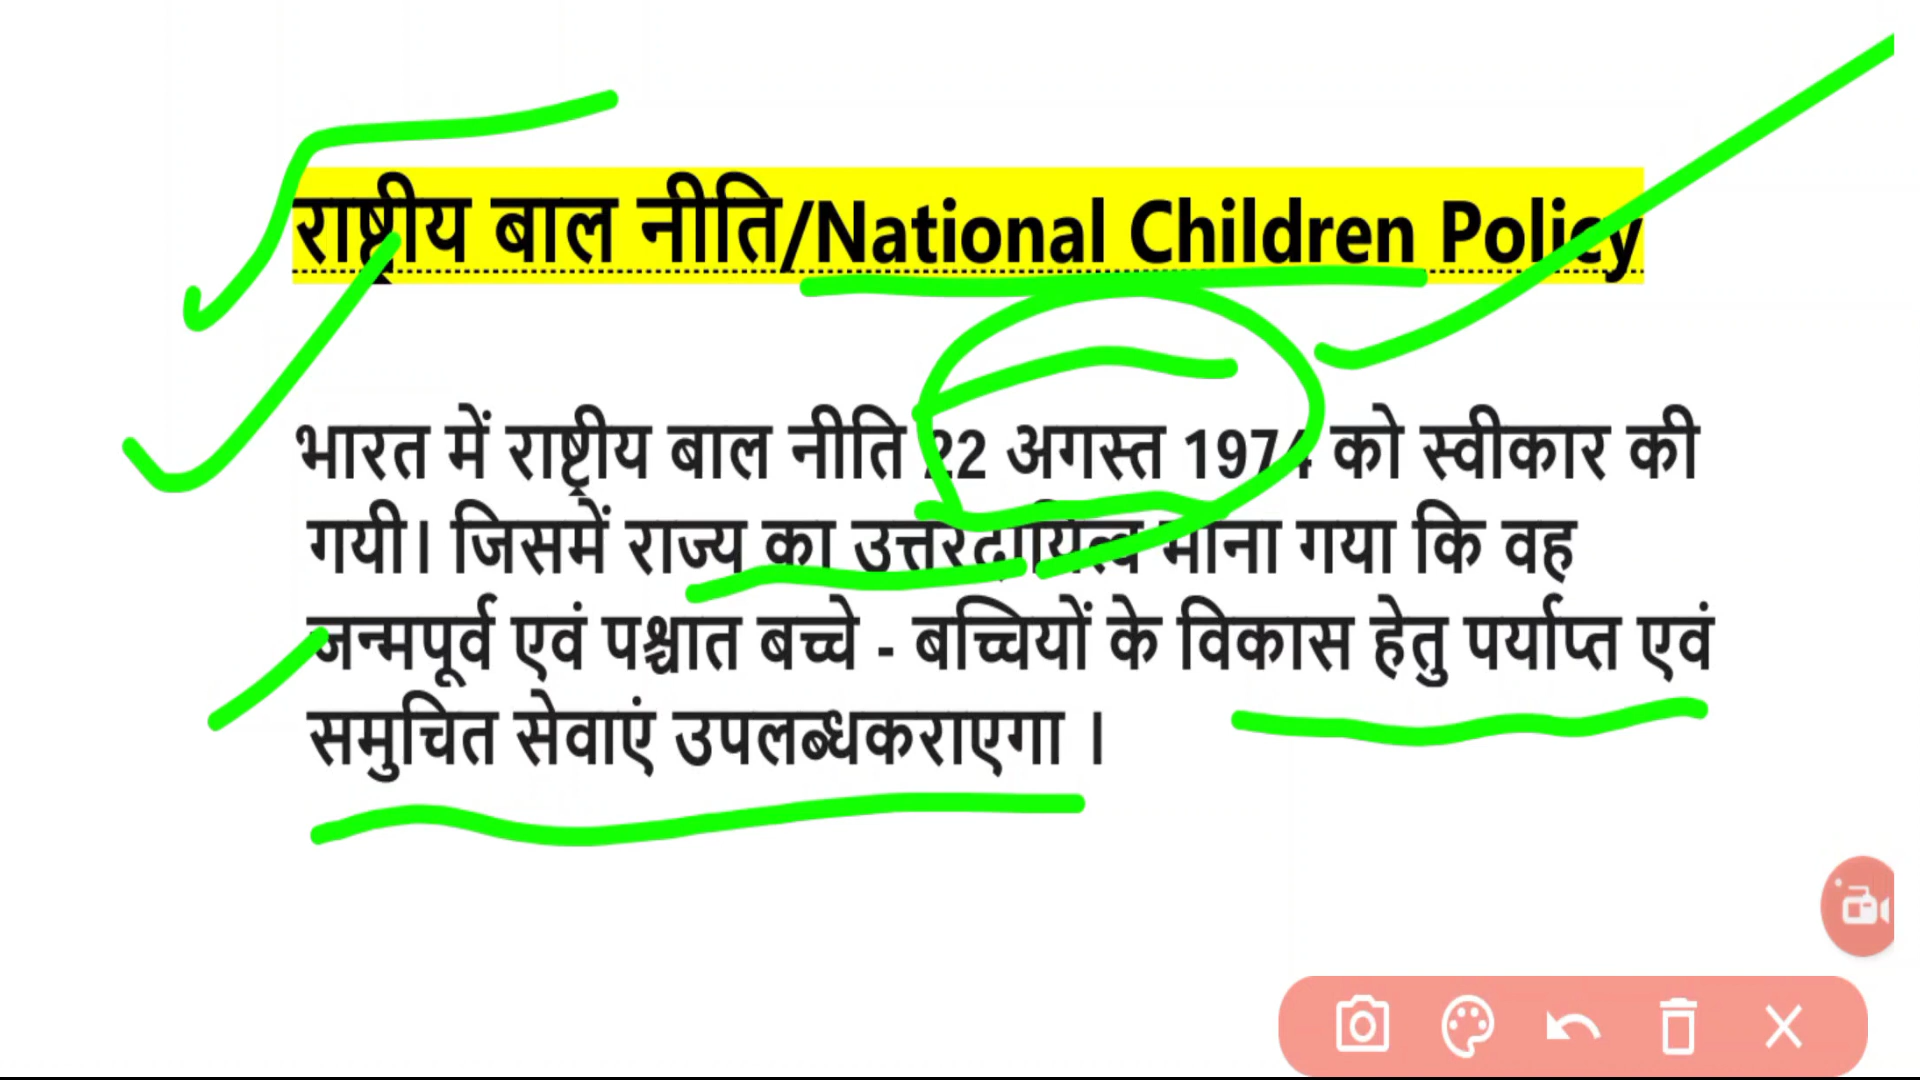 राष्ट्रीय बाल नीति/National Children Policy
भारत में राष्ट्रीय बाल नीति 22 अगस्त 1974 को स्वीकार की
गयी। जिसमें राज्य का उत्तरदायित्व माना गया कि वह
जन्मपूर्व एवं पश्चात बच्चे - बच्चियों के विकास हेतु पर्याप्त एवं
समुचित सेवाएं उपलब्धकराएगा ।